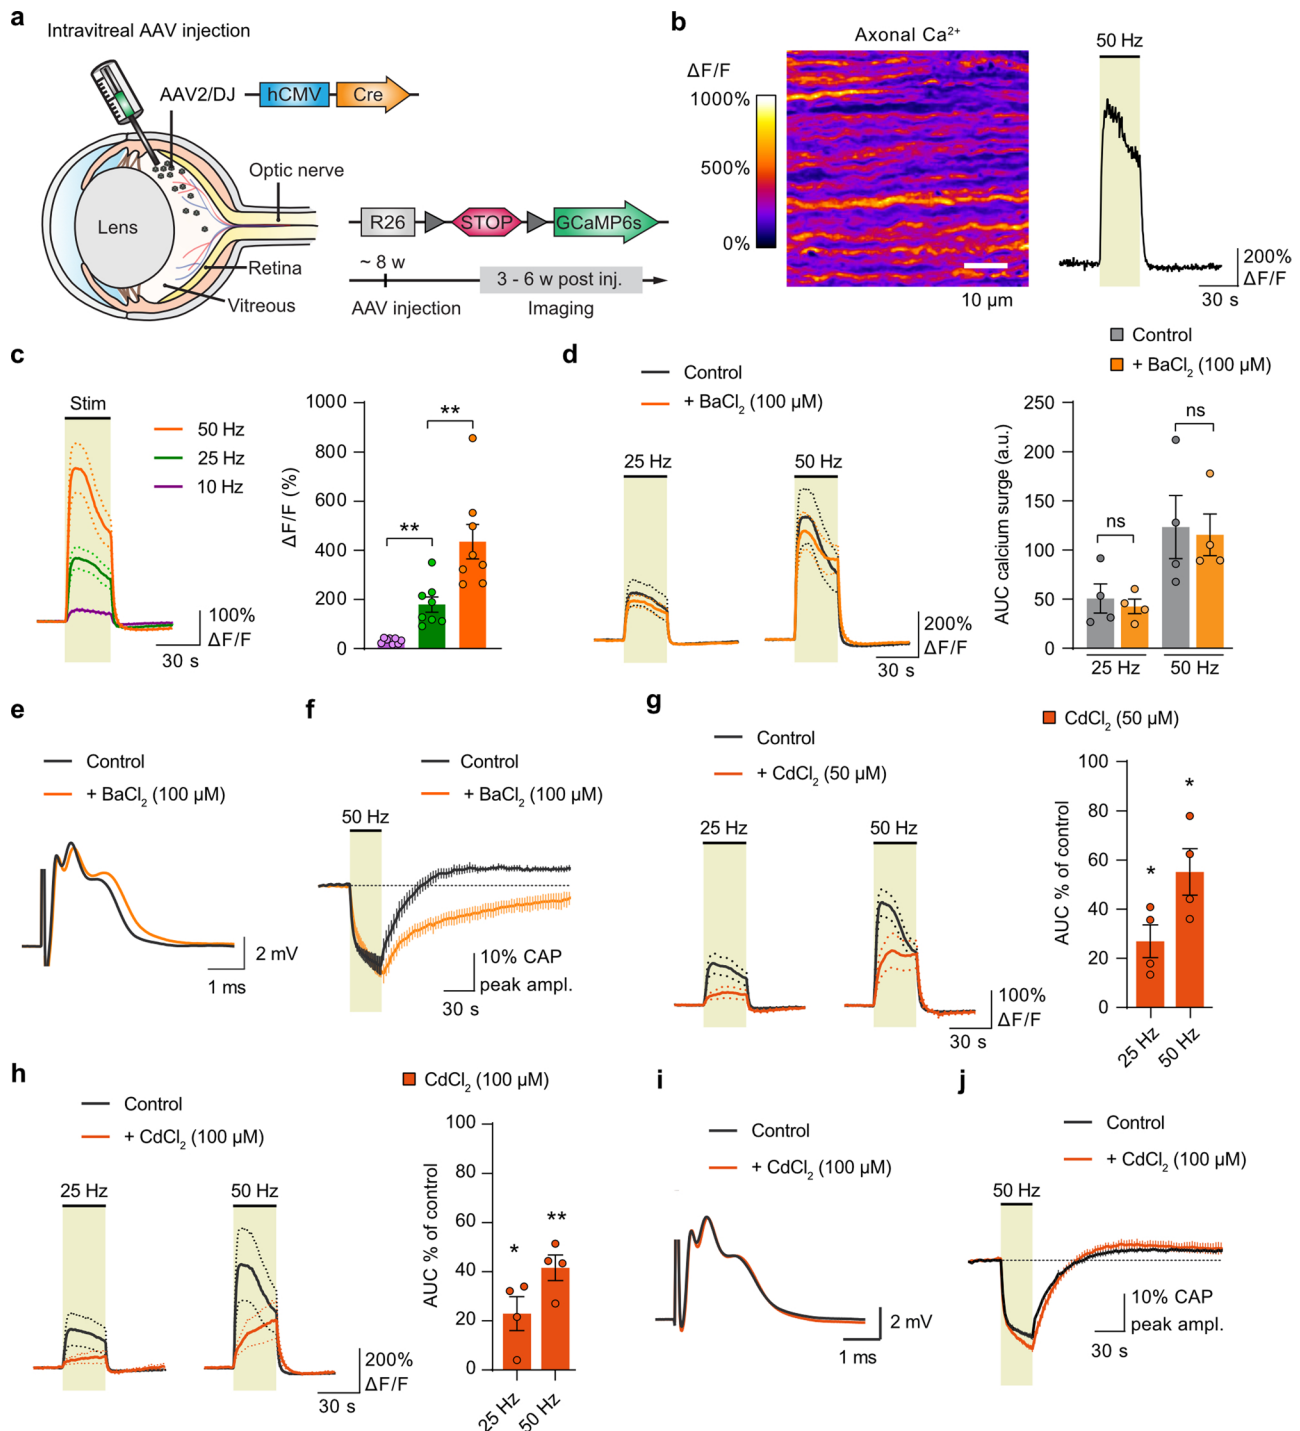 a
Intravitreal AAV injection
AAV2/DJ
hCMV
Cre
Optic nerve
Lens
Retina
Vitreous
R26
STOP
GCaMP6s
~ 8 w
3 - 6 w post inj.
AAV injection
Imaging
b
Axonal Ca²⁺
ΔF/F
1000%
500%
0%
10 µm
50 Hz
200%
ΔF/F
30 s
c
Stim
50 Hz
25 Hz
10 Hz
100%
ΔF/F
30 s
ΔF/F (%)
1000
800
600
400
200
0
**
**
d
Control
+ BaCl₂ (100 µM)
25 Hz
50 Hz
200%
ΔF/F
30 s
Control
+ BaCl₂ (100 µM)
AUC calcium surge (a.u.)
250
200
150
100
50
0
ns
ns
25 Hz
50 Hz
e
Control
+ BaCl₂ (100 µM)
2 mV
1 ms
f
Control
+ BaCl₂ (100 µM)
50 Hz
10% CAP
peak ampl.
30 s
g
Control
+ CdCl₂ (50 µM)
25 Hz
50 Hz
100%
ΔF/F
30 s
CdCl₂ (50 µM)
AUC % of control
100
80
60
40
20
0
*
*
25 Hz
50 Hz
h
Control
+ CdCl₂ (100 µM)
25 Hz
50 Hz
200%
ΔF/F
30 s
CdCl₂ (100 µM)
AUC % of control
100
80
60
40
20
0
*
**
25 Hz
50 Hz
i
Control
+ CdCl₂ (100 µM)
2 mV
1 ms
j
Control
+ CdCl₂ (100 µM)
50 Hz
10% CAP
peak ampl.
30 s